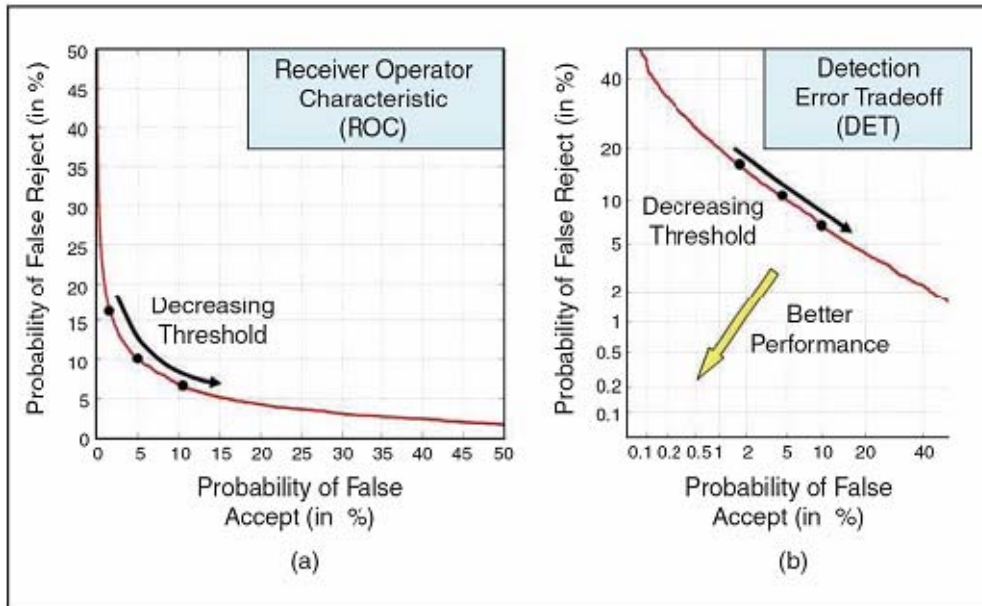 50
45
40
35
30
25
20
15
10
5
0
Probability of False Reject (in %)
Receiver Operator
Characteristic
(ROC)
Decreasing
Threshold
0 5 10 15 20 25 30 35 40 45 50
Probability of False
Accept (in %)
(a)
40
20
10
5
2
1
0.5
0.2
0.1
Probability of False Reject (in %)
Detection
Error Tradeoff
(DET)
Decreasing
Threshold
Better
Performance
0.1 0.2 0.5 1 2 5 10 20 40
Probability of False
Accept (in %)
(b)